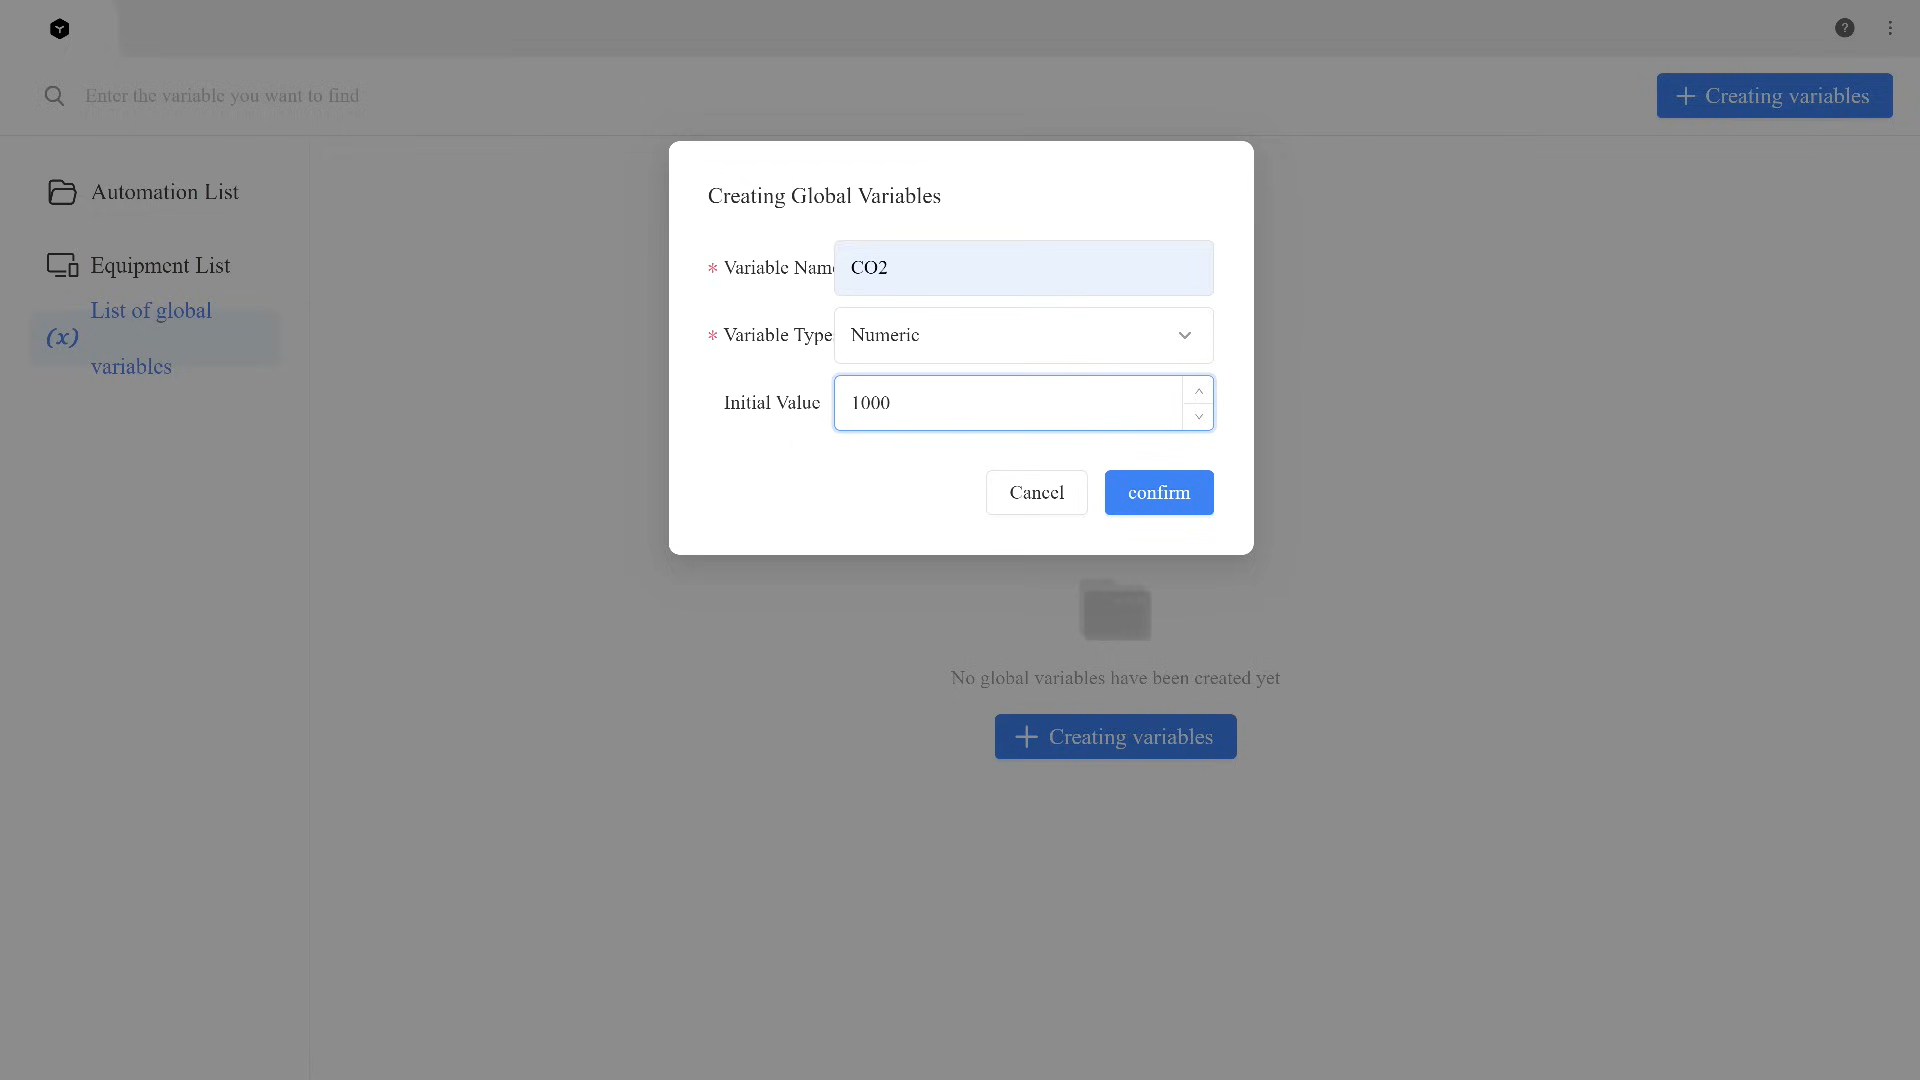 ?
Enter the variable you want to find
Creating variables
Automation List
Equipment List
(x) List of global
variables
Creating Global Variables
* Variable Name CO2
* Variable Type Numeric
Initial Value 1000
Cancel confirm
No global variables have been created yet
Creating variables